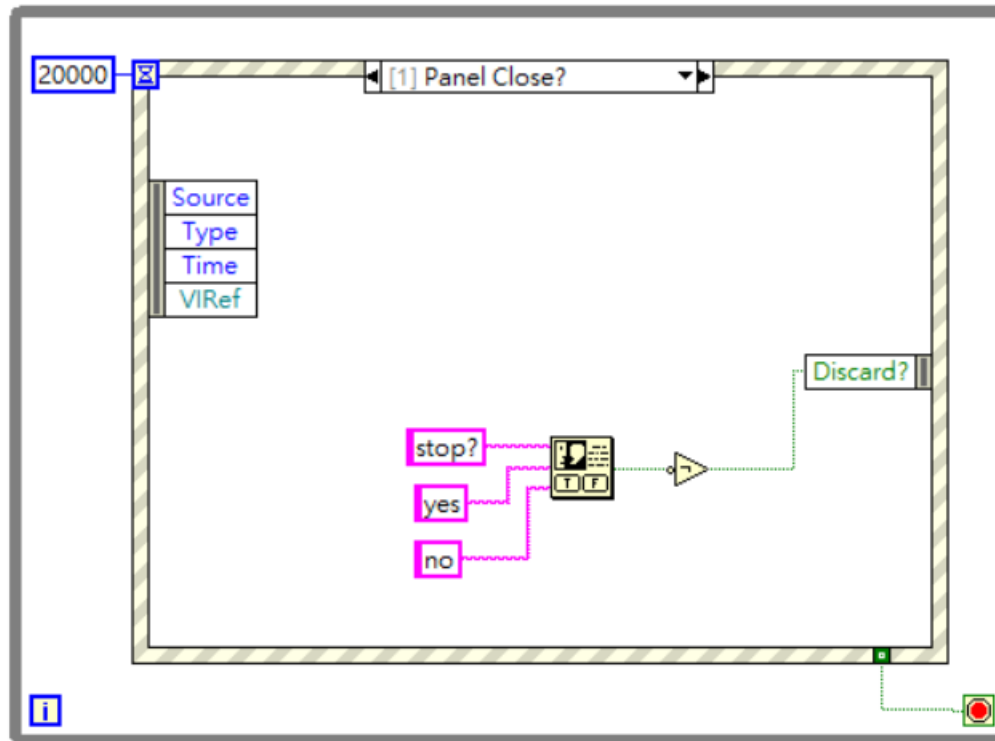 20000
[1] Panel Close?
Source
Type
Time
VIRef
Discard?
stop?
yes
no
T F
i